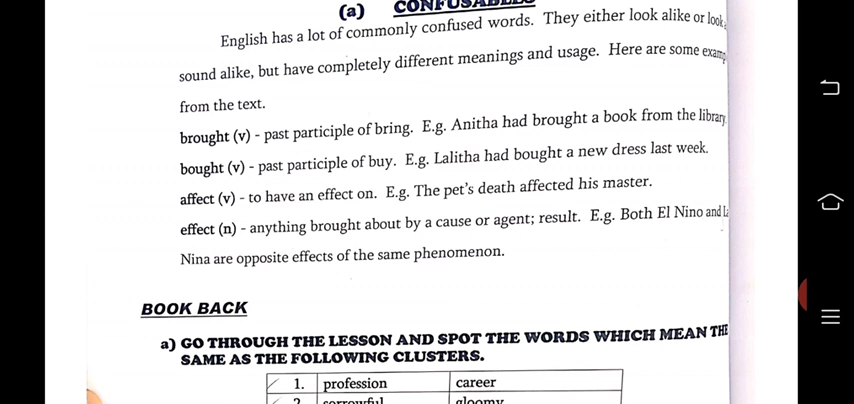 (a) CONFUSABLES
English has a lot of commonly confused words. They either look alike or
sound alike, but have completely different meanings and usage. Here are some
from the text.
brought (v) - past participle of bring. E.g. Anitha had brought a book from the
bought (v) - past participle of buy. E.g. Lalitha had bought a new dress last week.
affect (v) - to have an effect on. E.g. The pet's death affected his master.
effect (n) - anything brought about by a cause or agent; result. E.g. Both El Nino and
Nina are opposite effects of the same phenomenon.
BOOK BACK
a) GO THROUGH THE LESSON AND SPOT THE WORDS WHICH MEAN THE
SAME AS THE FOLLOWING CLUSTERS.
1. profession career
2. sorrowful gloomy